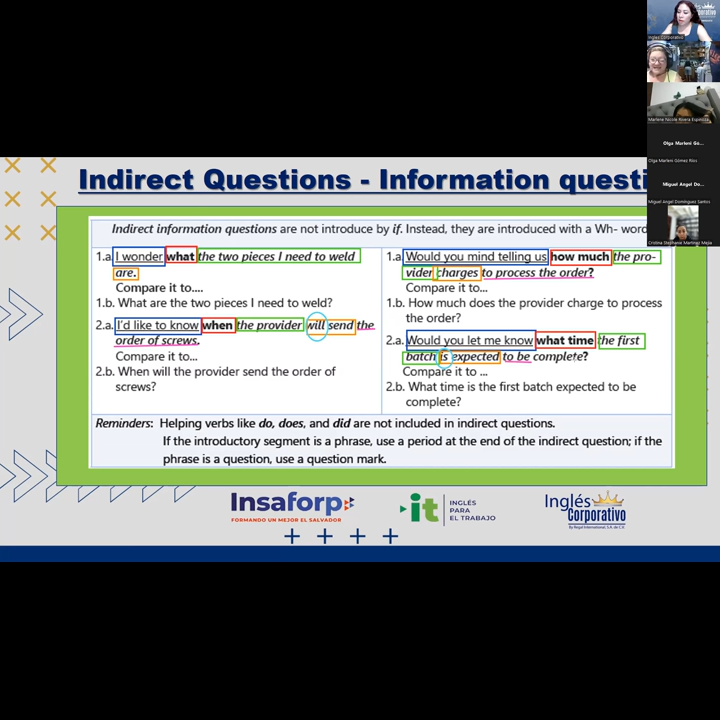 Indirect Questions - Information questi
Indirect information questions are not introduce by if. Instead, they are introduced with a Wh- word
1.a. I wonder what the two pieces I need to weld
are.
Compare it to....
1.b. What are the two pieces I need to weld?
2.a. I'd like to know when the provider will send the
order of screws.
Compare it to...
2.b. When will the provider send the order of
screws?
1.a. Would you mind telling us how much the pro-
vider charges to process the order?
Compare it to...
1.b. How much does the provider charge to process
the order?
2.a. Would you let me know what time the first
batch is expected to be complete?
Compare it to ...
2.b. What time is the first batch expected to be
complete?
Reminders: Helping verbs like do, does, and did are not included in indirect questions.
If the introductory segment is a phrase, use a period at the end of the indirect question; if the
phrase is a question, use a question mark.
Insaforp
FORMANDO UN MEJOR EL SALVADOR
it
INGLÉS
PARA
EL TRABAJO
Inglés
Corporativo
By Regal International, S.A. de C.V.
Inglés Corporativo
Marlene Nicole Rivera Espinoza
Olga Marleni Gó...
Olga Marleni Gómez Ríos
Miguel Angel Do...
Miguel Angel Domínguez Santos
Cristina Stephanie Martínez Mejía